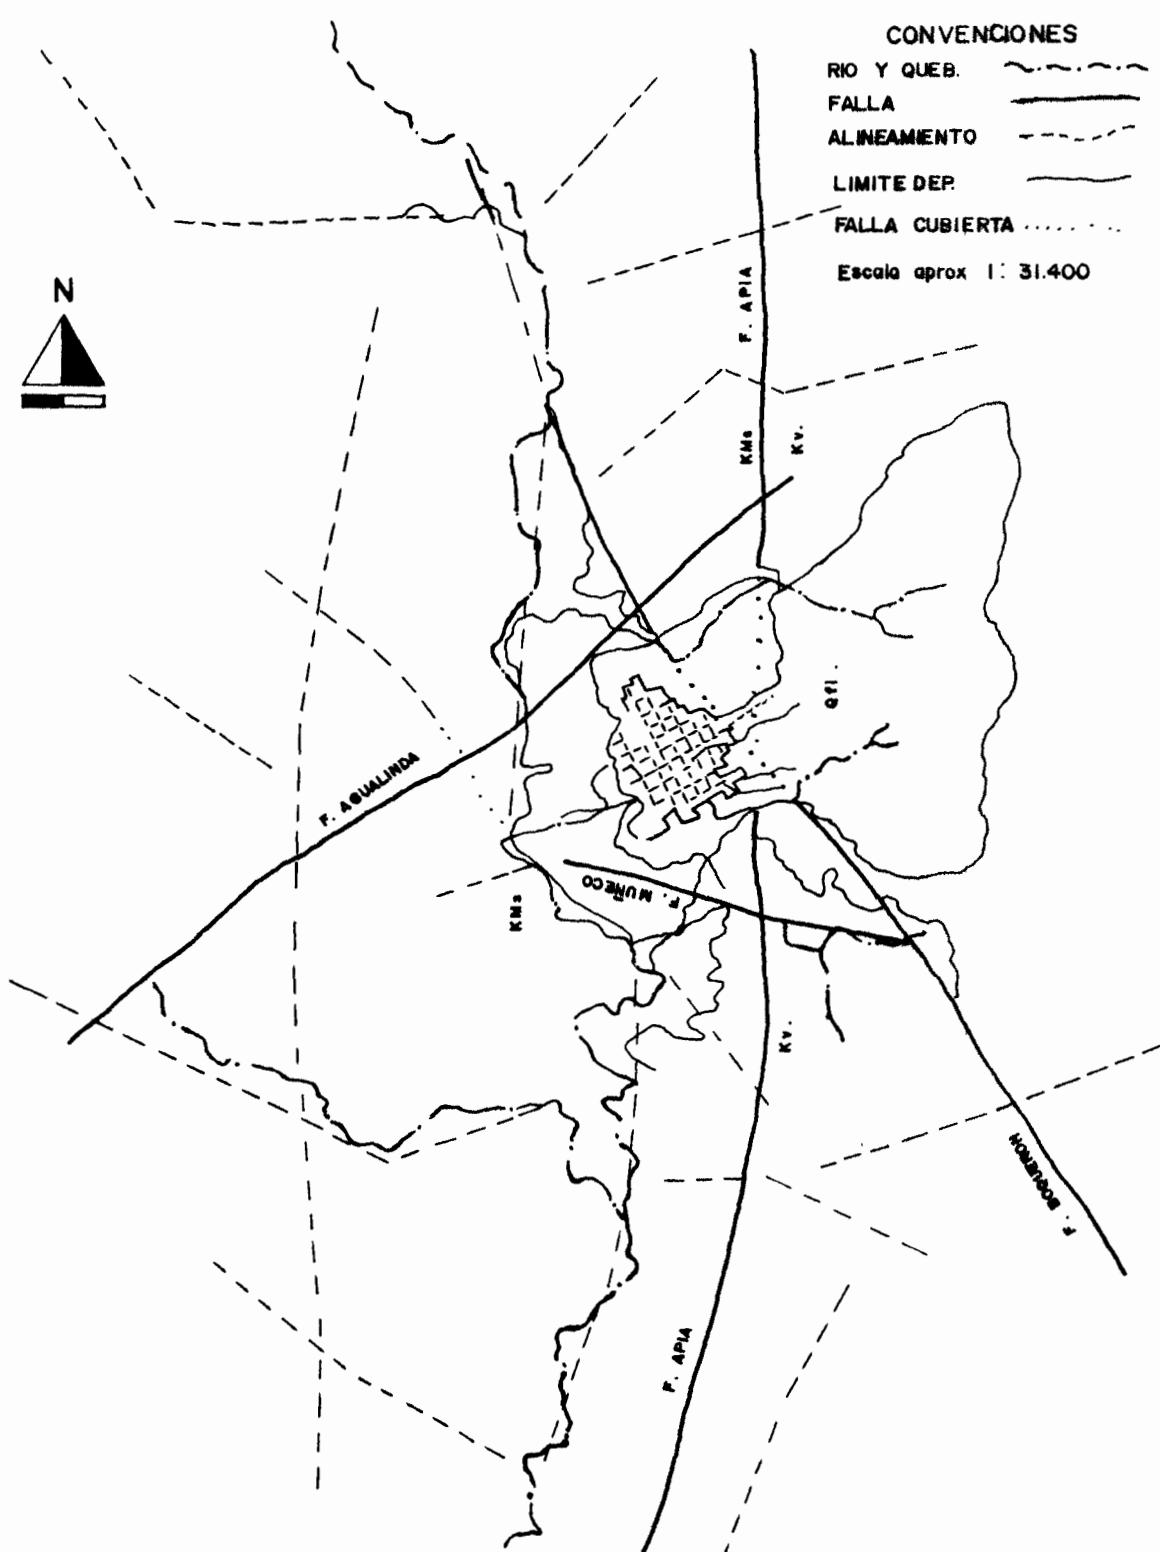 CONVENCIONES
RIO Y QUEB.
FALLA
ALINEAMIENTO
LIMITE DEP.
FALLA CUBIERTA
Escala aprox 1: 31.400
N
F. APIA
KMs
Kv.
Qfl.
F. AGUALINDA
F. MUÑECO
KMs
Kv.
F. BOQUERON
F. APIA